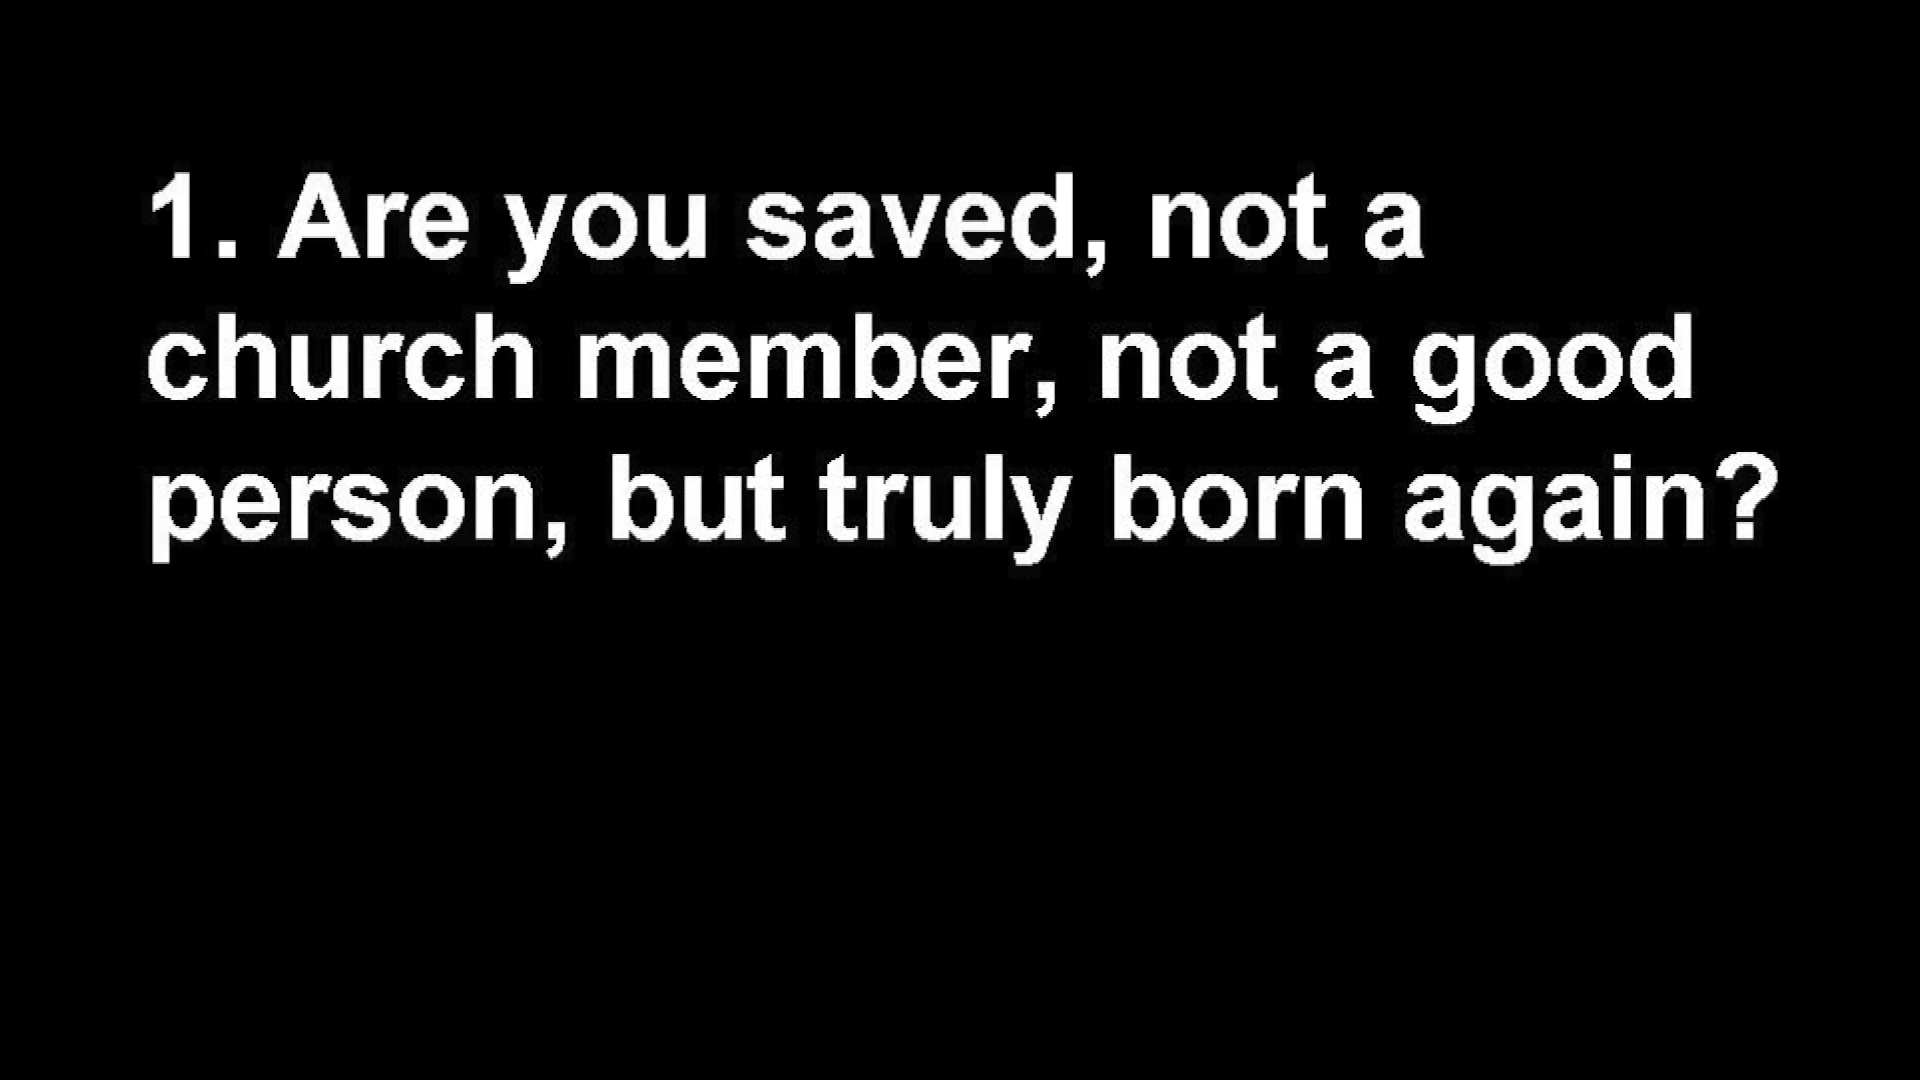 1. Are you saved, not a
church member, not a good
person, but truly born again?